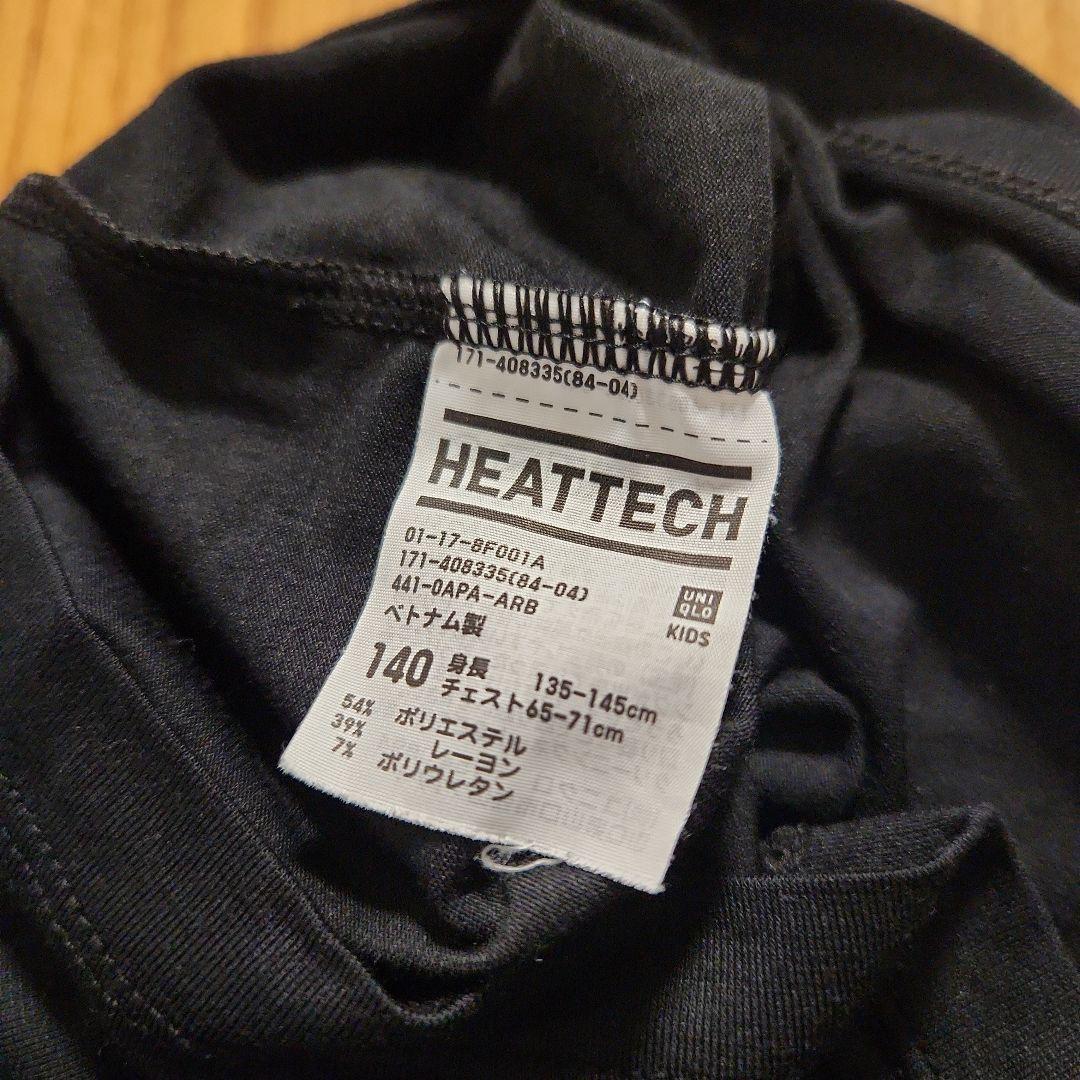 171-408335(84-04)
HEATTECH
01-17-8F001A
171-408335(84-04)
441-0APA-ARB
ベトナム製
UNI
QLO
KIDS
140 身長 135-145cm
チェスト65-71cm
54% ポリエステル
39% レーヨン
7% ポリウレタン